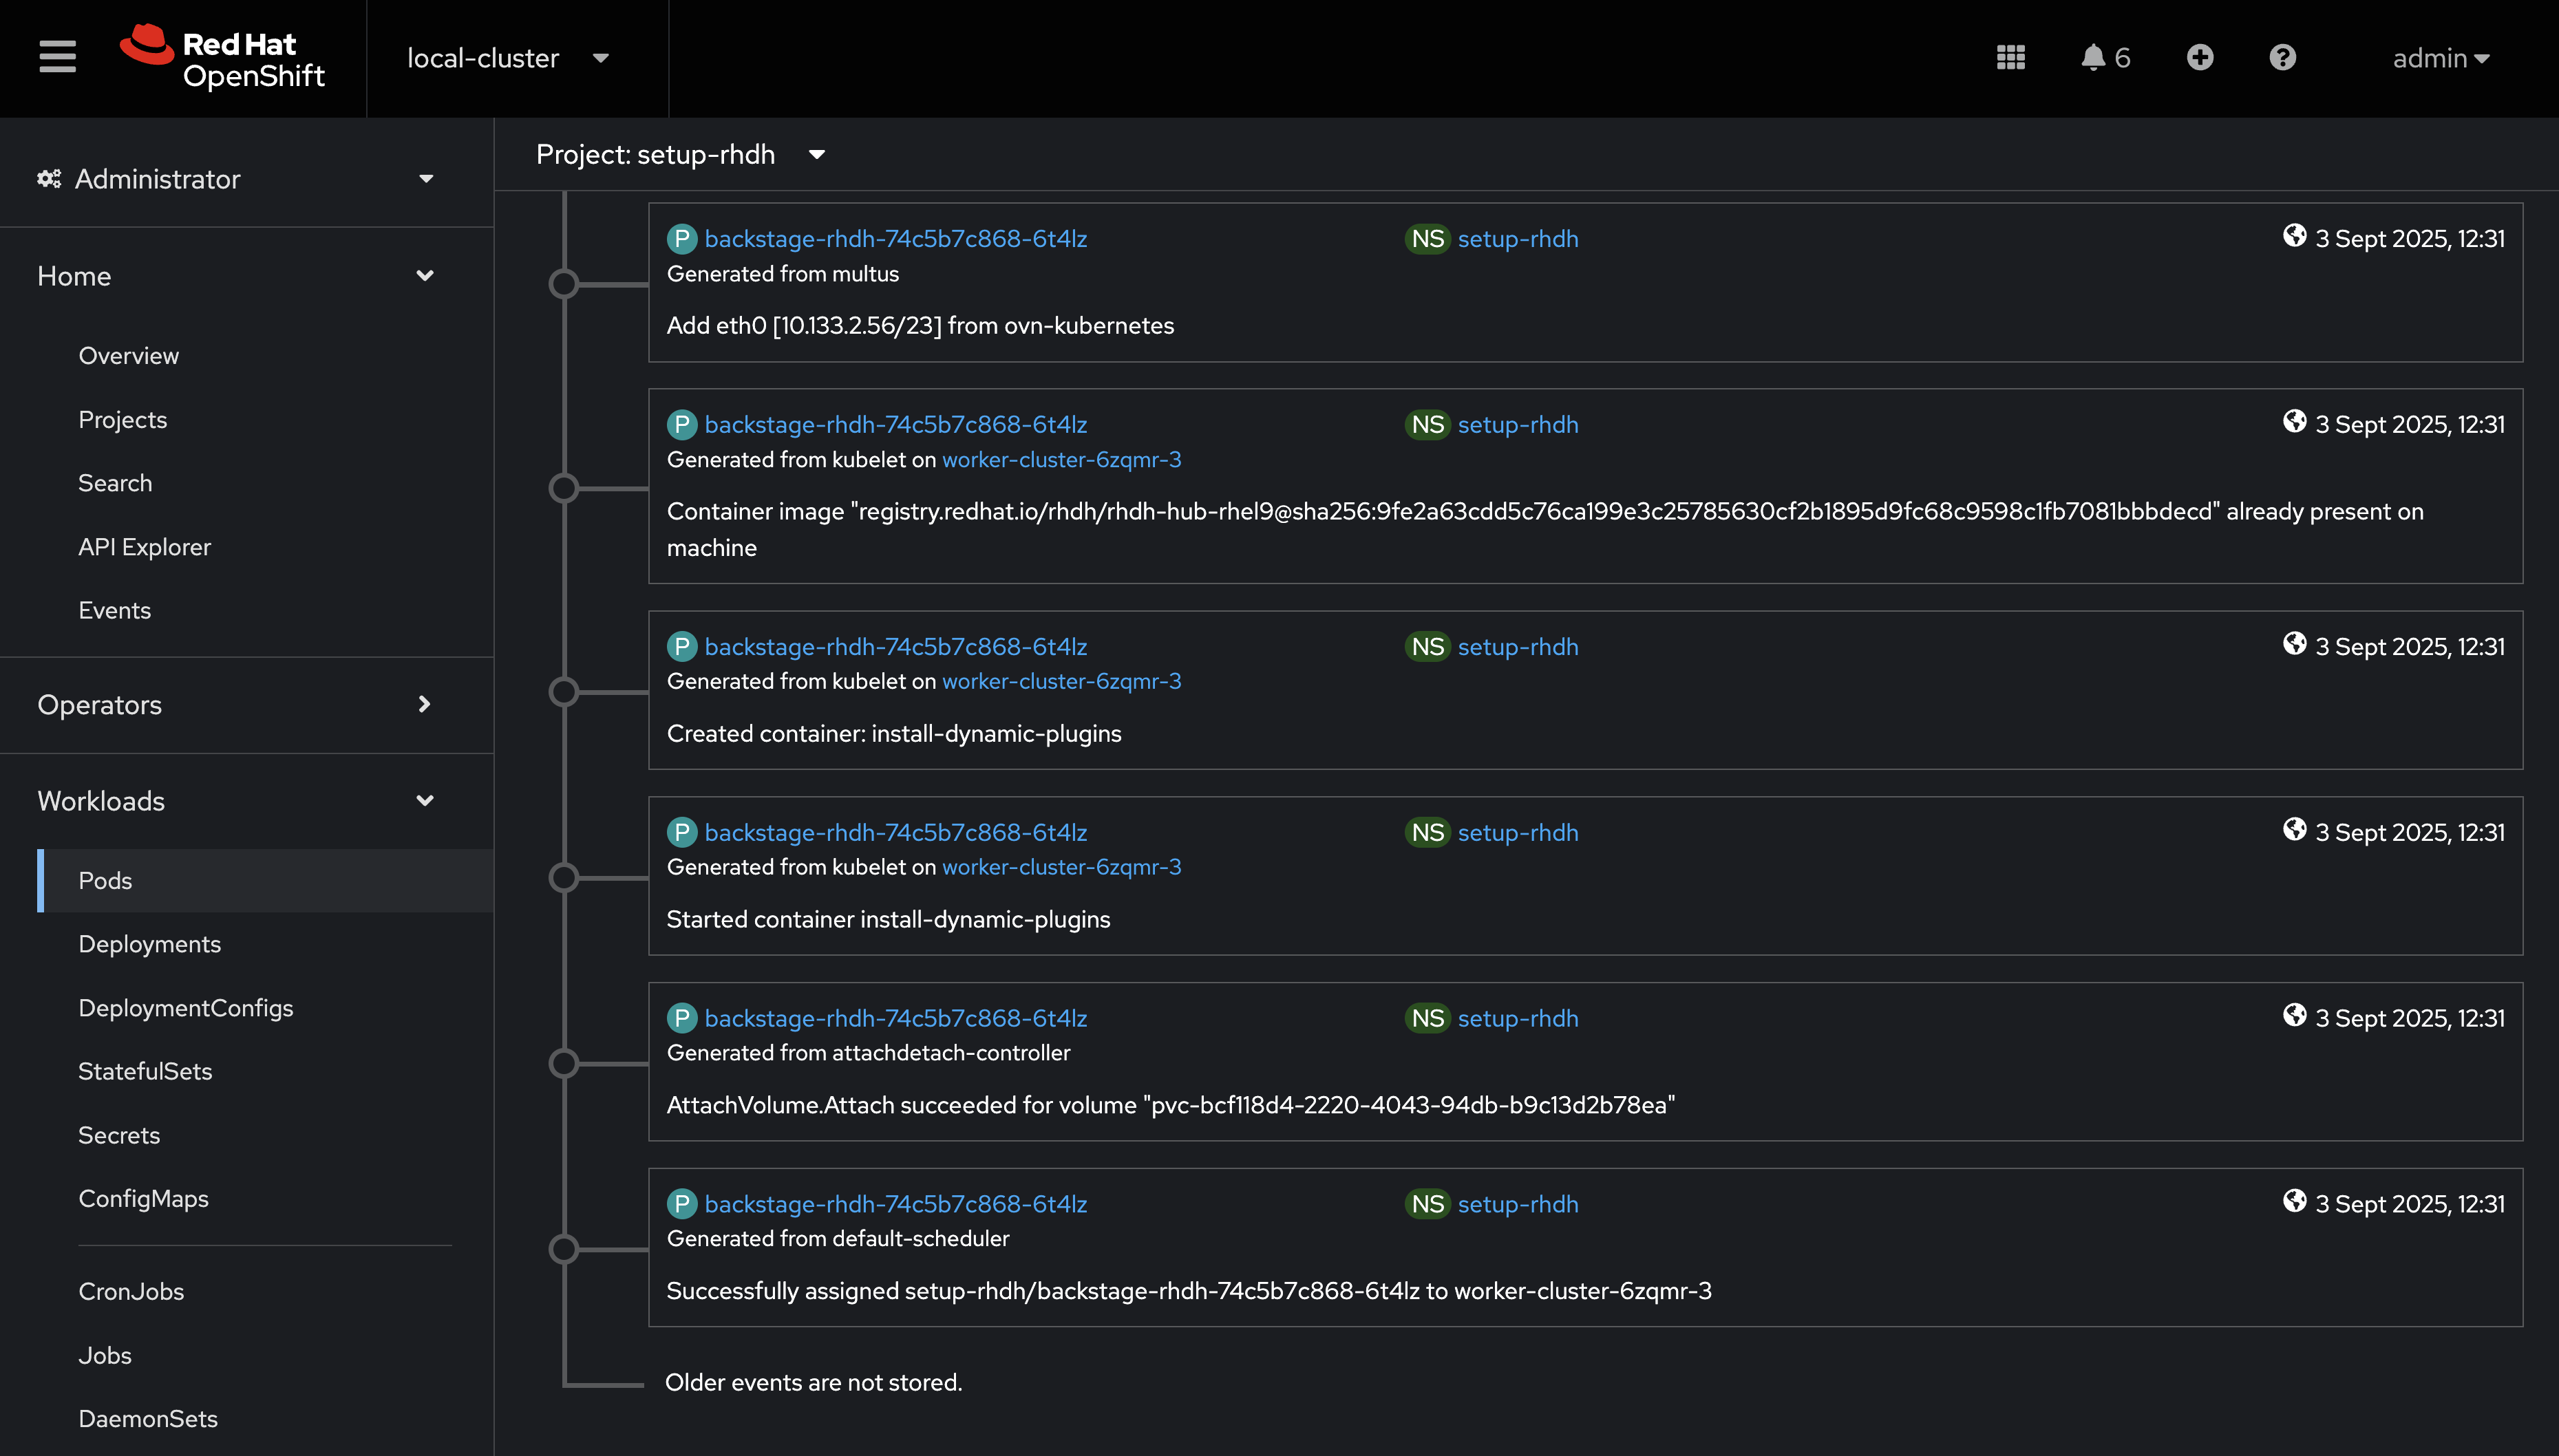 Red Hat
OpenShift
local-cluster
6
admin
Administrator
Home
Overview
Projects
Search
API Explorer
Events
Operators
Workloads
Pods
Deployments
DeploymentConfigs
StatefulSets
Secrets
ConfigMaps
CronJobs
Jobs
DaemonSets
Project: setup-rhdh
P backstage-rhdh-74c5b7c868-6t4lz NS setup-rhdh 3 Sept 2025, 12:31
Generated from multus
Add eth0 [10.133.2.56/23] from ovn-kubernetes
P backstage-rhdh-74c5b7c868-6t4lz NS setup-rhdh 3 Sept 2025, 12:31
Generated from kubelet on worker-cluster-6zqmr-3
Container image "registry.redhat.io/rhdh/rhdh-hub-rhel9@sha256:9fe2a63cdd5c76ca199e3c25785630cf2b1895d9fc68c9598c1fb7081bbbdecd" already present on
machine
P backstage-rhdh-74c5b7c868-6t4lz NS setup-rhdh 3 Sept 2025, 12:31
Generated from kubelet on worker-cluster-6zqmr-3
Created container: install-dynamic-plugins
P backstage-rhdh-74c5b7c868-6t4lz NS setup-rhdh 3 Sept 2025, 12:31
Generated from kubelet on worker-cluster-6zqmr-3
Started container install-dynamic-plugins
P backstage-rhdh-74c5b7c868-6t4lz NS setup-rhdh 3 Sept 2025, 12:31
Generated from attachdetach-controller
AttachVolume.Attach succeeded for volume "pvc-bcf118d4-2220-4043-94db-b9c13d2b78ea"
P backstage-rhdh-74c5b7c868-6t4lz NS setup-rhdh 3 Sept 2025, 12:31
Generated from default-scheduler
Successfully assigned setup-rhdh/backstage-rhdh-74c5b7c868-6t4lz to worker-cluster-6zqmr-3
Older events are not stored.